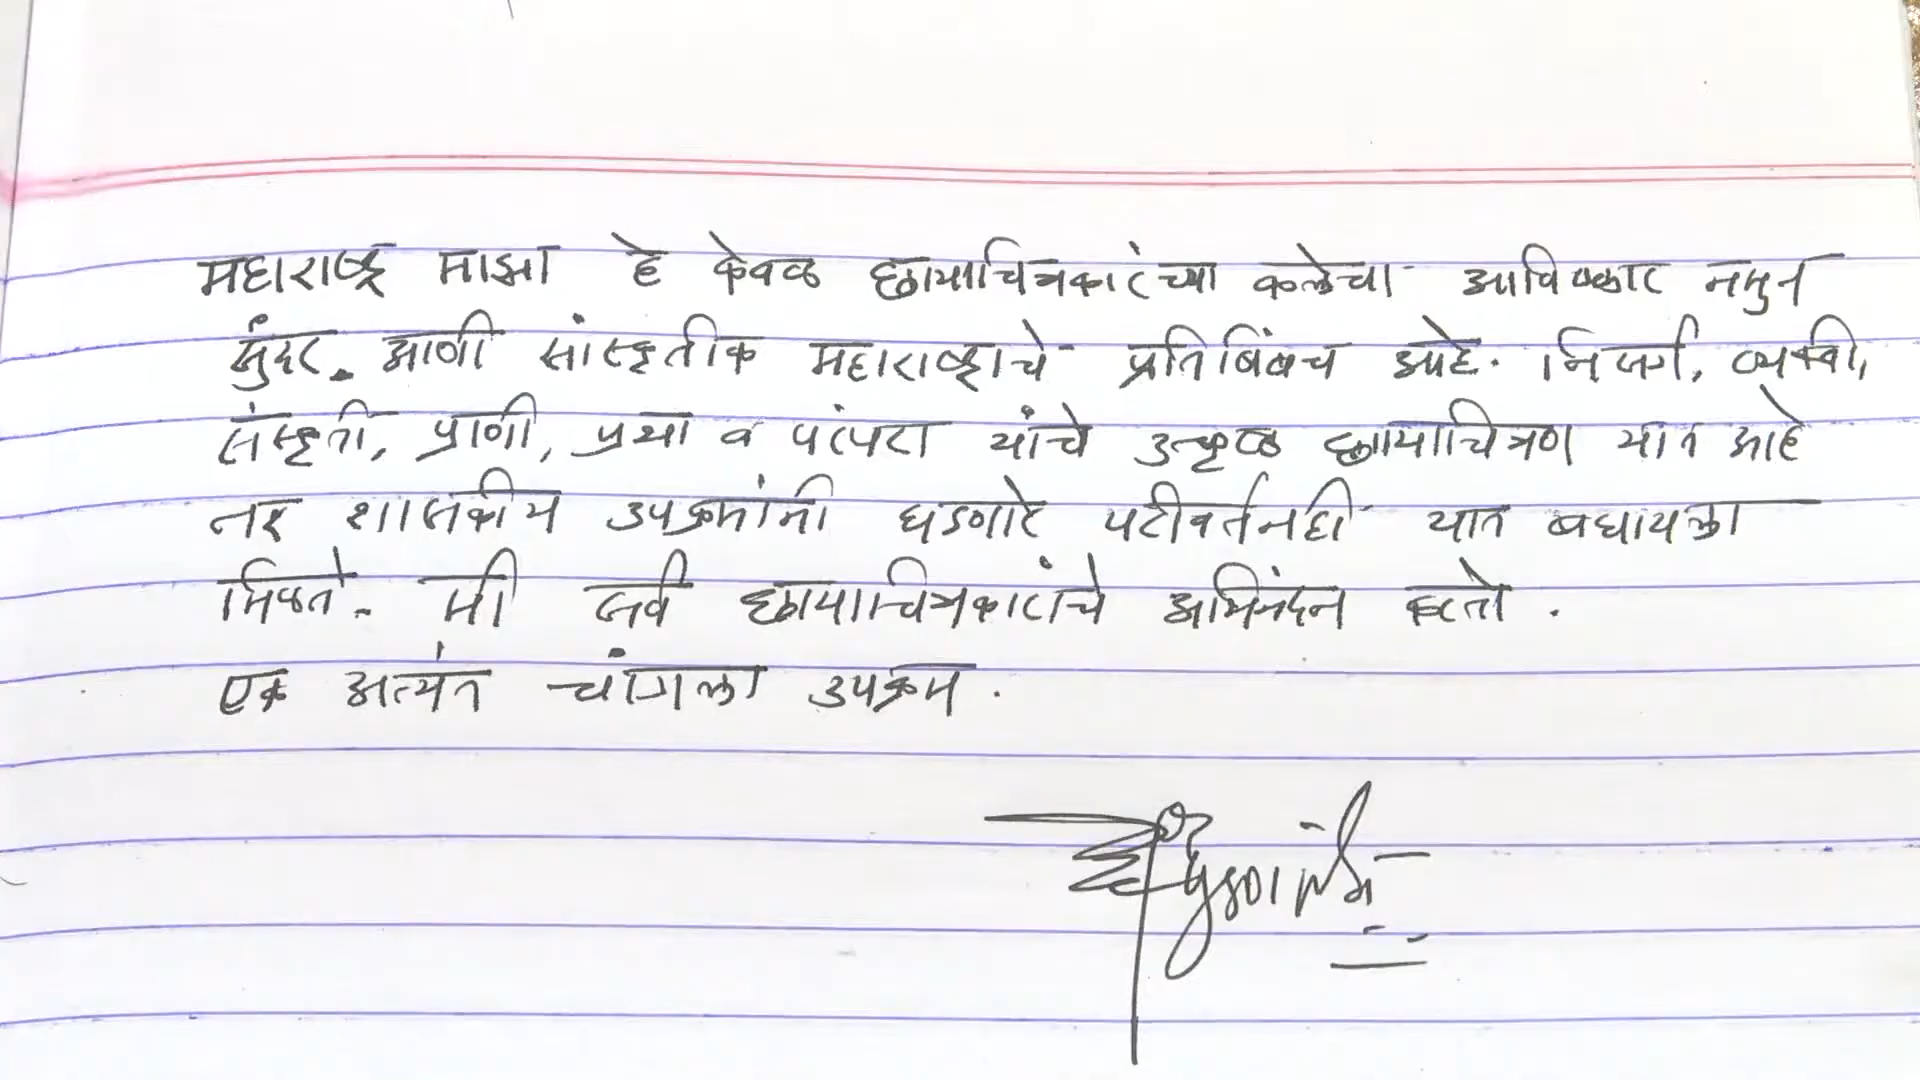 महाराष्ट्र माझा हे केवळ छायाचित्रकारांच्या कलेचा आविष्कार नसुन
सुंदर आणी सांस्कृतीक महाराष्ट्राचे प्रतिबिंबच आहे. निसर्ग, व्यक्ती,
संस्कृती, प्राणी, प्रथा व परंपरा यांचे उत्कृष्ठ छायाचित्रण यात आहे
तर शासकीय उपक्रमांनी घडणारे परीवर्तनही यात बघायला
मिळते. मी सर्व छायाचित्रकारांचे अभिनंदन करतो.
एक अत्यंत चांगला उपक्रम.